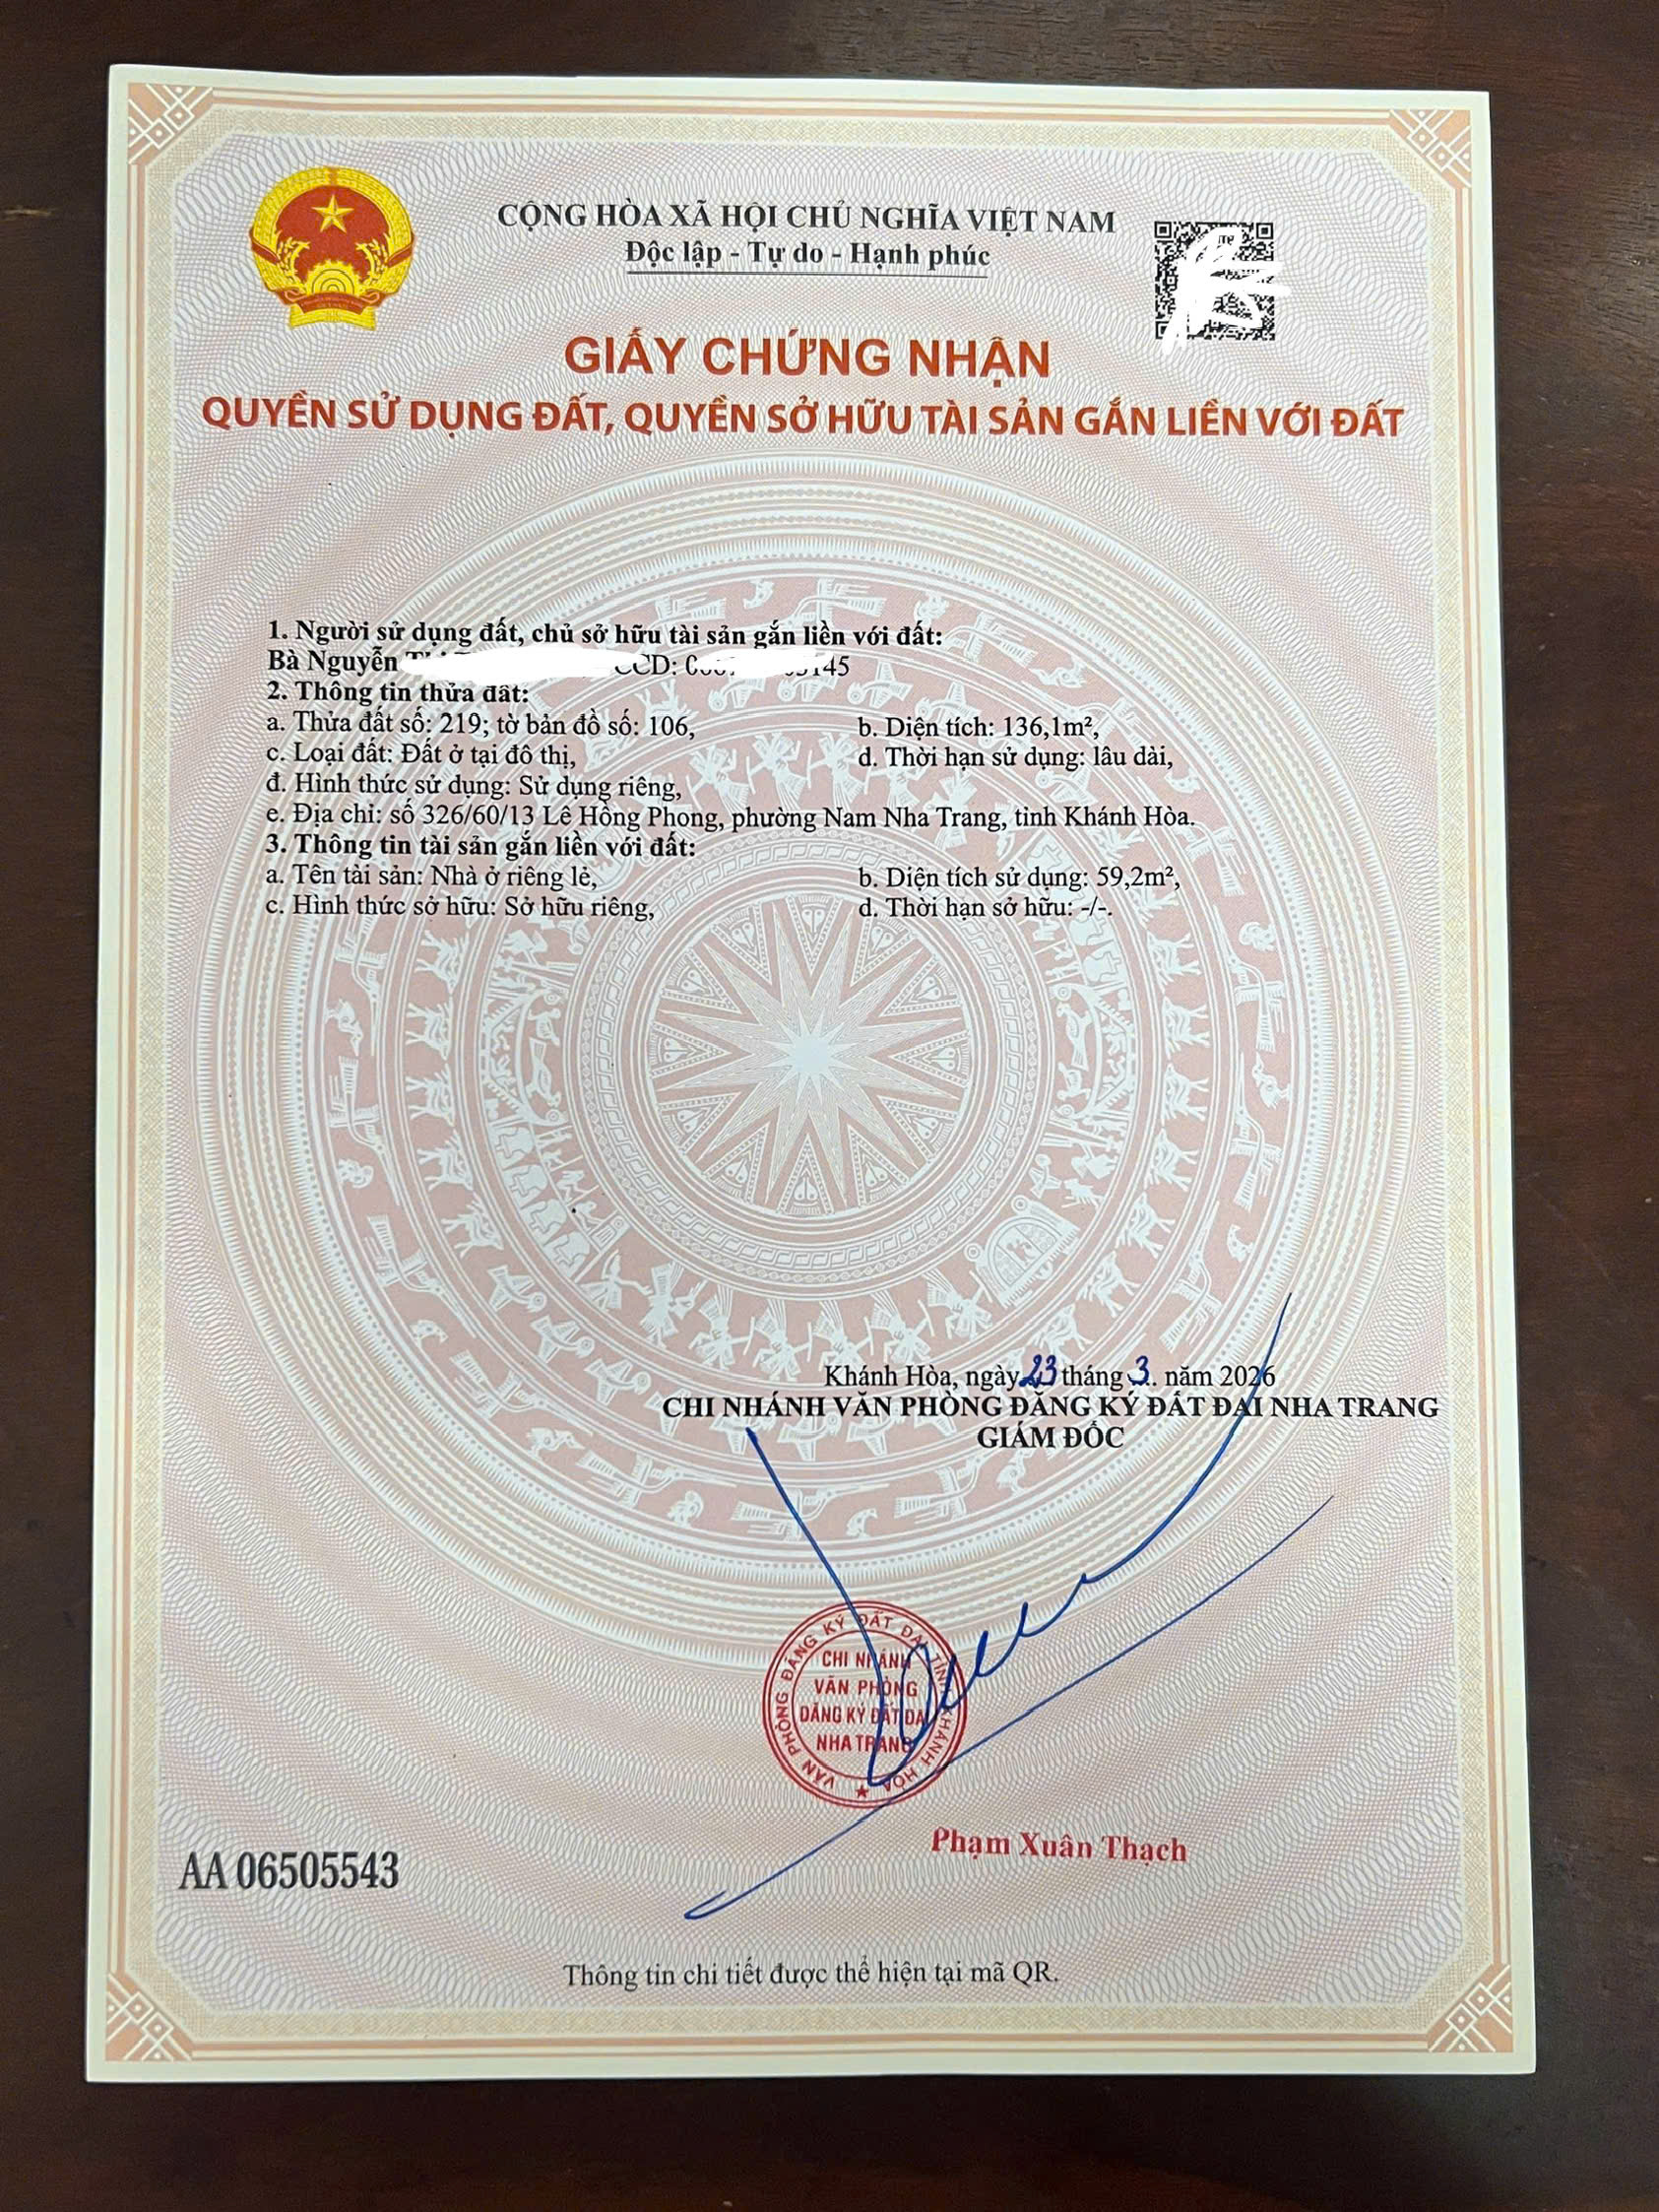 CỘNG HÒA XÃ HỘI CHỦ NGHĨA VIỆT NAM
Độc lập - Tự do - Hạnh phúc
GIẤY CHỨNG NHẬN
QUYỀN SỬ DỤNG ĐẤT, QUYỀN SỞ HỮU TÀI SẢN GẮN LIỀN VỚI ĐẤT
1. Người sử dụng đất, chủ sở hữu tài sản gắn liền với đất:
Bà Nguyễn
2. Thông tin thửa đất:
a. Thửa đất số: 219; tờ bản đồ số: 106, b. Diện tích: 136,1m²,
c. Loại đất: Đất ở tại đô thị, d. Thời hạn sử dụng: lâu dài,
đ. Hình thức sử dụng: Sử dụng riêng,
e. Địa chỉ: số 326/60/13 Lê Hồng Phong, phường Nam Nha Trang, tỉnh Khánh Hòa.
3. Thông tin tài sản gắn liền với đất:
a. Tên tài sản: Nhà ở riêng lẻ, b. Diện tích sử dụng: 59,2m²,
c. Hình thức sở hữu: Sở hữu riêng, d. Thời hạn sở hữu: -/-.
Khánh Hòa, ngày 23 tháng 3 năm 2026
CHI NHÁNH VĂN PHÒNG ĐĂNG KÝ ĐẤT ĐAI NHA TRANG
GIÁM ĐỐC
VĂN PHÒNG ĐĂNG KÝ ĐẤT ĐAI TỈNH KHÁNH HÒA
CHI NHÁNH
VĂN PHÒNG
ĐĂNG KÝ ĐẤT ĐAI
NHA TRANG
Phạm Xuân Thạch
AA 06505543
Thông tin chi tiết được thể hiện tại mã QR.